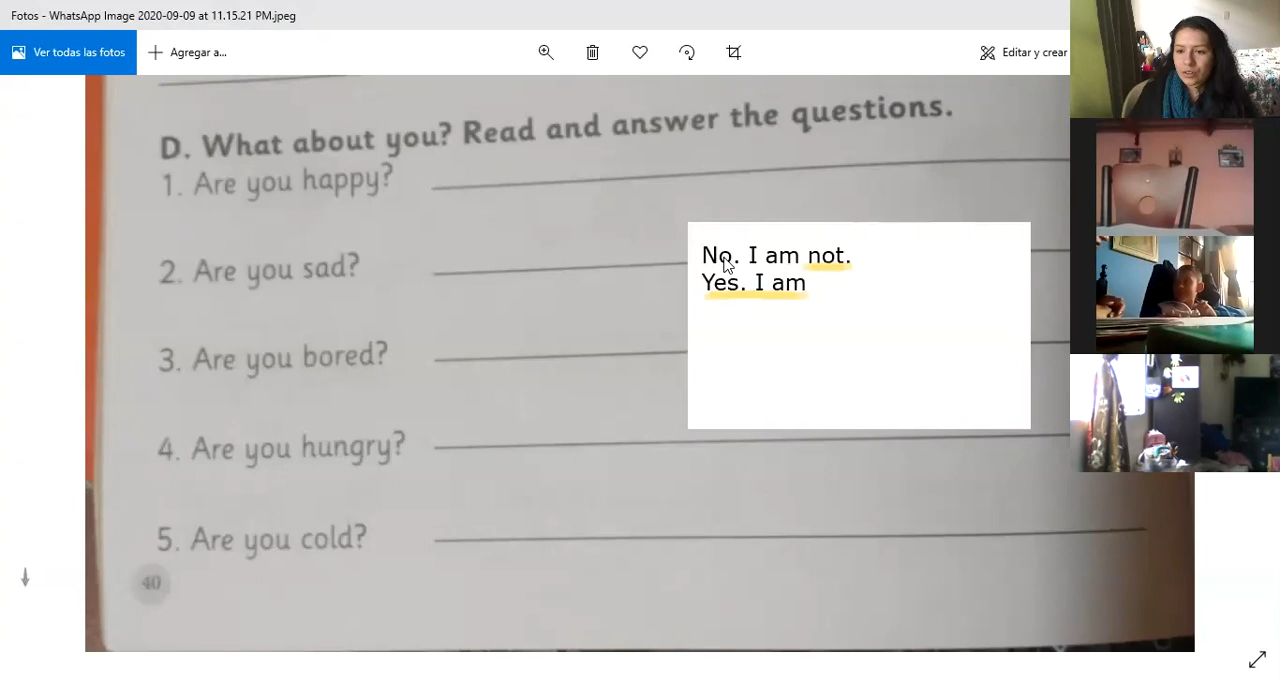 Fotos - WhatsApp Image 2020-09-09 at 11.15.21 PM.jpeg
Ver todas las fotos
Agregar a...
Editar y crear
D. What about you? Read and answer the questions.
1. Are you happy?
2. Are you sad?
No. I am not.
Yes. I am
3. Are you bored?
4. Are you hungry?
5. Are you cold?
40